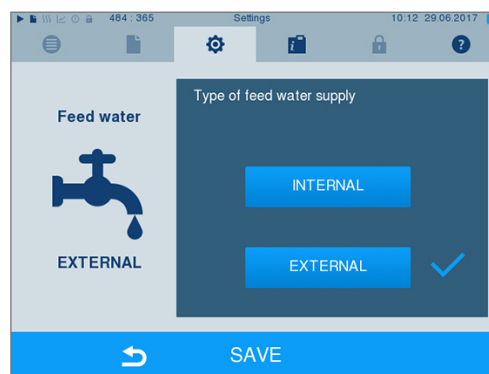 484 : 365 Settings 10:12 29.06.2017
i ?
Feed water
Type of feed water supply
INTERNAL
EXTERNAL
EXTERNAL
SAVE